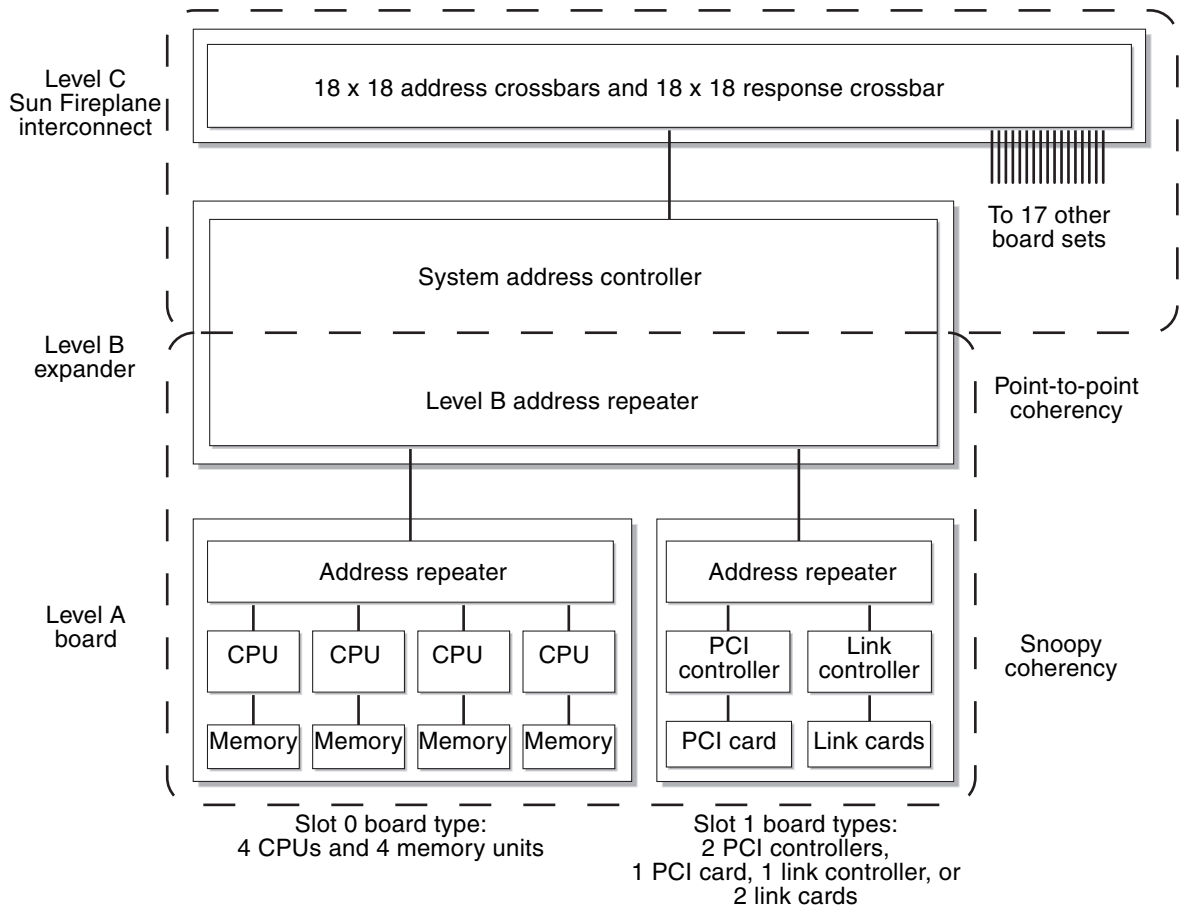 Level C
Sun Fireplane
interconnect
18 x 18 address crossbars and 18 x 18 response crossbar
To 17 other
board sets
System address controller
Level B
expander
Level B address repeater
Point-to-point
coherency
Level A
board
Address repeater
CPU
CPU
CPU
CPU
Memory
Memory
Memory
Memory
Address repeater
PCI
controller
Link
controller
PCI card
Link cards
Snoopy
coherency
Slot 0 board type:
4 CPUs and 4 memory units
Slot 1 board types:
2 PCI controllers,
1 PCI card, 1 link controller, or
2 link cards